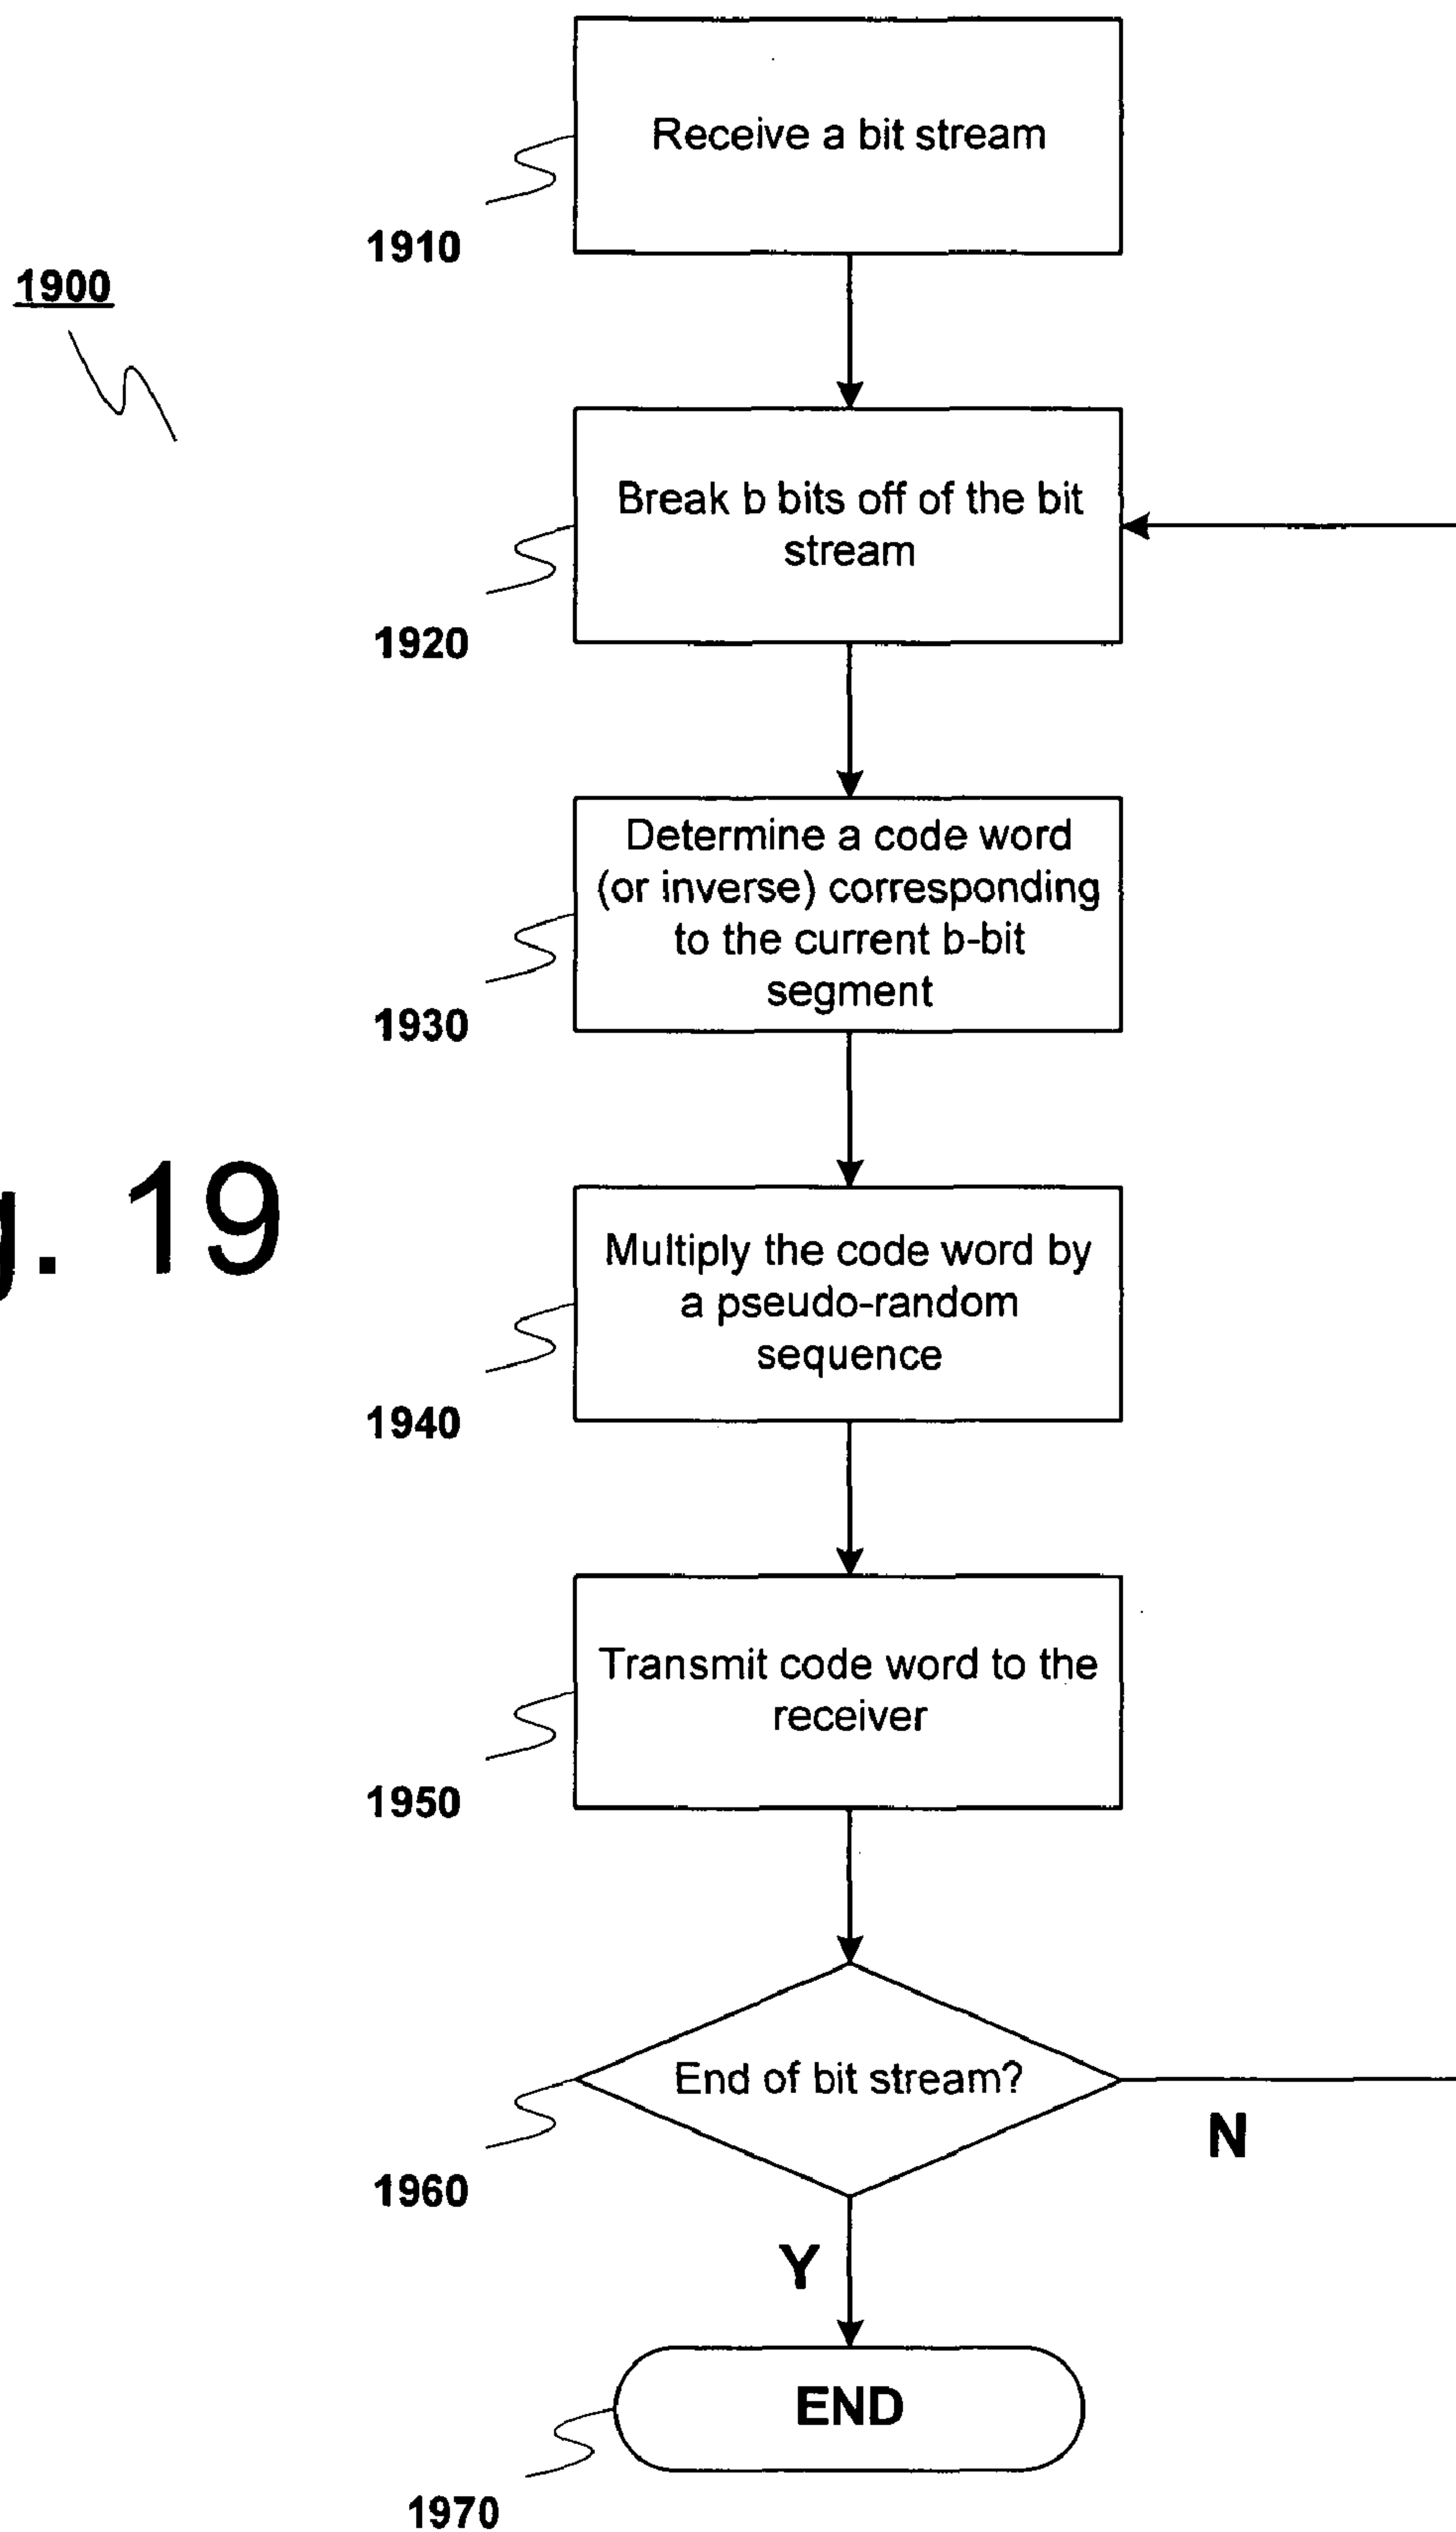 Receive a bit stream
1910
1900
Break b bits off of the bit
stream
1920
Determine a code word
(or inverse) corresponding
to the current b-bit
segment
1930
g. 19
Multiply the code word by
a pseudo-random
sequence
1940
Transmit code word to the
receiver
1950
End of bit stream?
N
1960
Y
END
1970